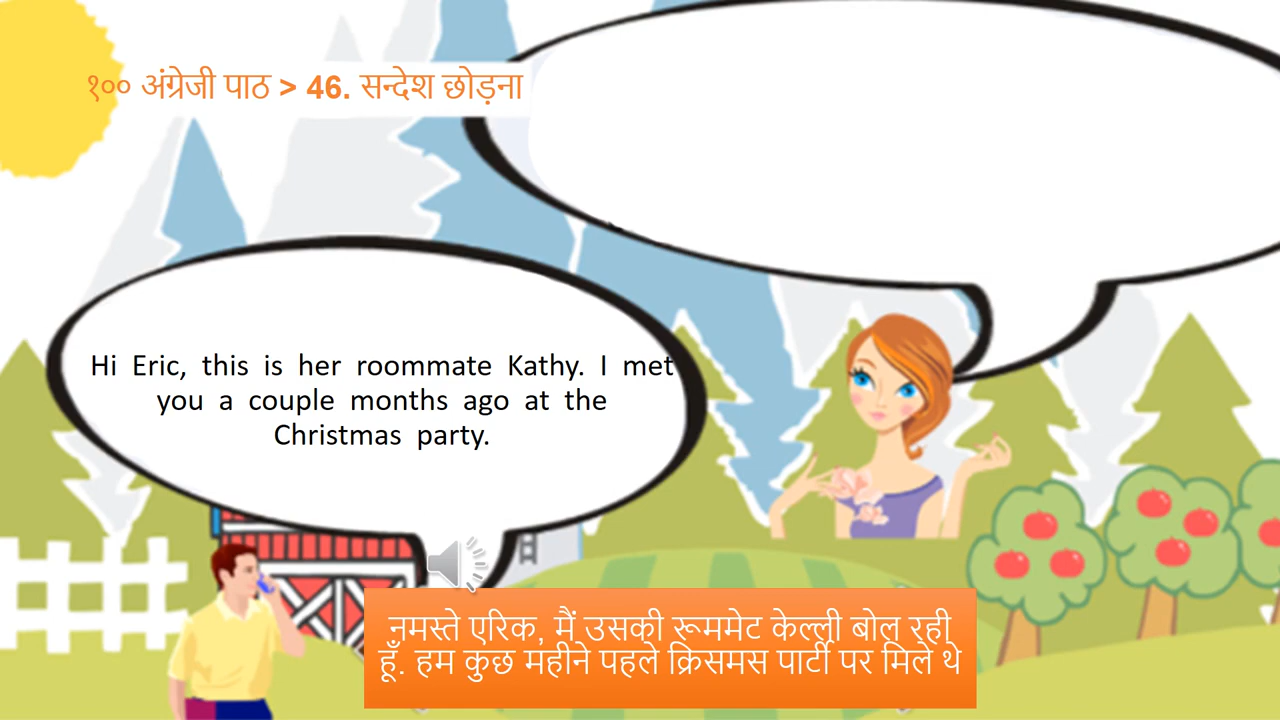 १०० अंग्रेजी पाठ > 46. सन्देश छोड़ना
Hi Eric, this is her roommate Kathy. I met
you a couple months ago at the
Christmas party.
नमस्ते एरिक, मैं उसकी रूममेट केल्ली बोल रही
हूँ. हम कुछ महीने पहले क्रिसमस पार्टी पर मिले थे